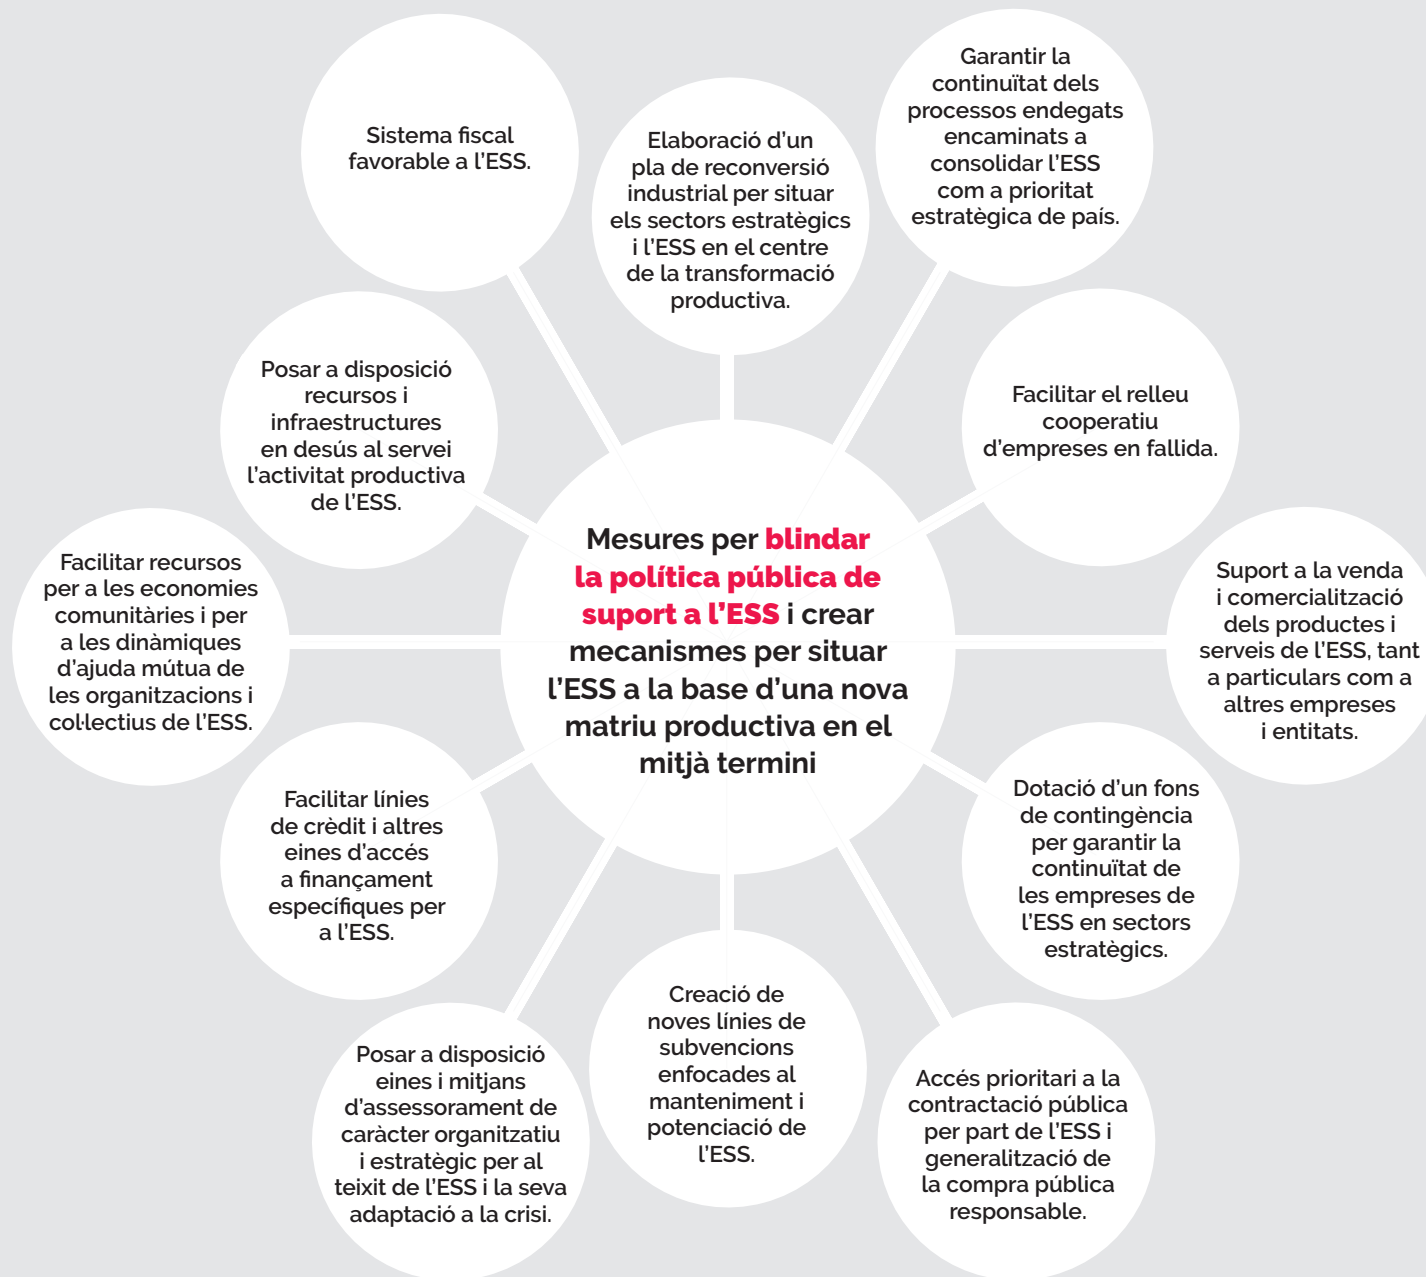 Sistema fiscal
favorable a l’ESS.
Elaboració d’un
pla de reconversió
industrial per situar
els sectors estratègics
i l’ESS en el centre
de la transformació
productiva.
Garantir la
continuïtat dels
processos endegats
encaminats a
consolidar l’ESS
com a prioritat
estratègica de país.
Posar a disposició
recursos i
infraestructures
en desús al servei
l’activitat productiva
de l’ESS.
Facilitar el relleu
cooperatiu
d’empreses en fallida.
Facilitar recursos
per a les economies
comunitàries i per
a les dinàmiques
d’ajuda mútua de
les organitzacions i
col·lectius de l’ESS.
Mesures per blindar
la política pública de
suport a l’ESS i crear
mecanismes per situar
l’ESS a la base d’una nova
matriu productiva en el
mitjà termini
Suport a la venda
i comercialització
dels productes i
serveis de l’ESS, tant
a particulars com a
altres empreses
i entitats.
Facilitar línies
de crèdit i altres
eines d’accés
a finançament
específiques per
a l’ESS.
Dotació d’un fons
de contingència
per garantir la
continuïtat de
les empreses de
l’ESS en sectors
estratègics.
Posar a disposició
eines i mitjans
d’assessorament de
caràcter organitzatiu
i estratègic per al
teixit de l’ESS i la seva
adaptació a la crisi.
Creació de
noves línies de
subvencions
enfocades al
manteniment i
potenciació de
l’ESS.
Accés prioritari a la
contractació pública
per part de l’ESS i
generalització de
la compra pública
responsable.